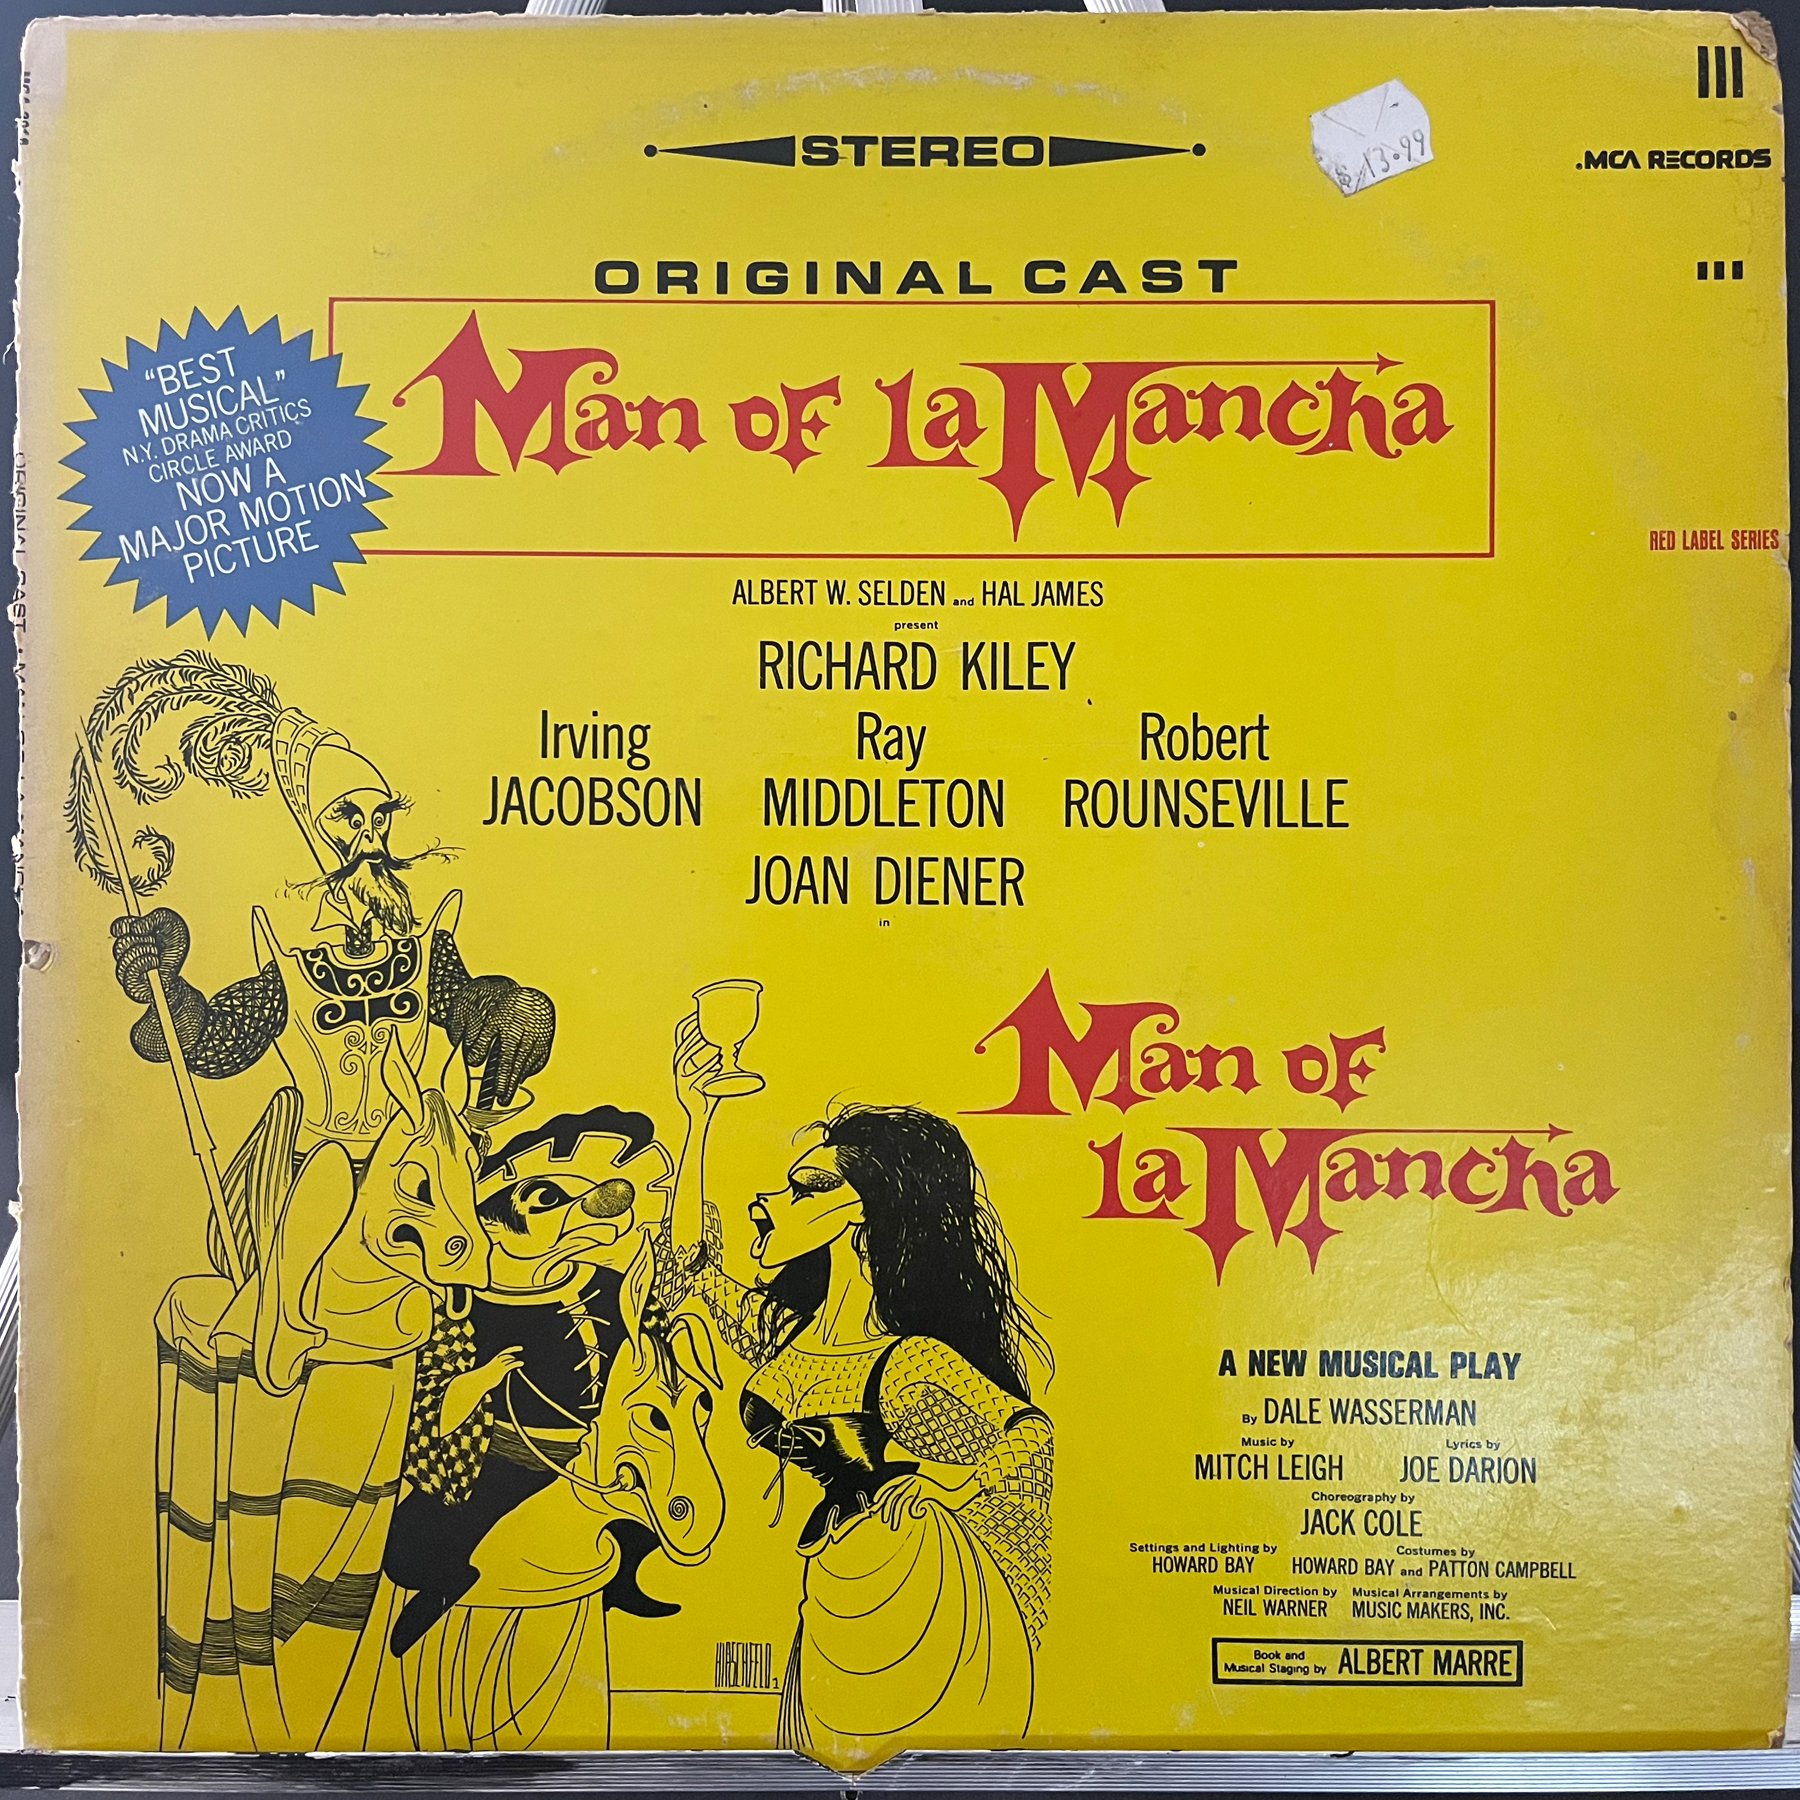 STEREO
$ 13.99
MCA RECORDS
ORIGINAL CAST
Man of La Mancha
"BEST
MUSICAL"
N.Y. DRAMA CRITICS
CIRCLE AWARD
NOW A
MAJOR MOTION
PICTURE
RED LABEL SERIES
ALBERT W. SELDEN and HAL JAMES
present
RICHARD KILEY
Irving Ray Robert
JACOBSON MIDDLETON ROUNSEVILLE
JOAN DIENER
in
Man of
La Mancha
A NEW MUSICAL PLAY
By DALE WASSERMAN
Music by Lyrics by
MITCH LEIGH JOE DARION
Choreography by
JACK COLE
Settings and Lighting by Costumes by
HOWARD BAY HOWARD BAY and PATTON CAMPBELL
Musical Direction by Musical Arrangements by
NEIL WARNER MUSIC MAKERS, INC.
Book and
Musical Staging by ALBERT MARRE
HIRSCHFELD 1